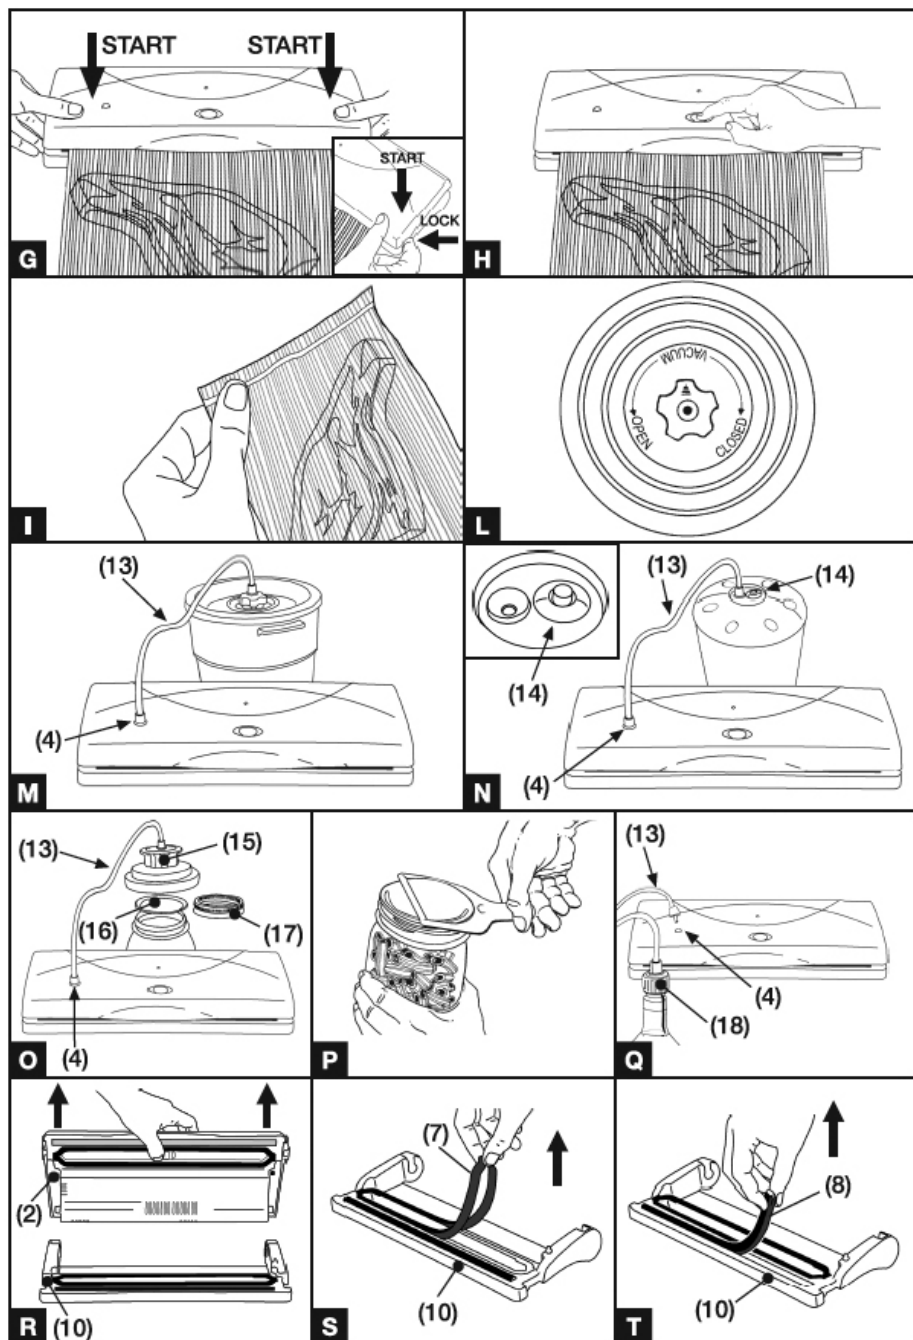 START START
START
LOCK
G
H
I
VACUUM
OPEN
CLOSED
L
(13)
(4)
M
(13)
(14)
(14)
(4)
N
(13)
(15)
(16)
(17)
(4)
O
P
(13)
(4)
(18)
Q
(2)
(10)
R
(7)
(10)
S
(8)
(10)
T